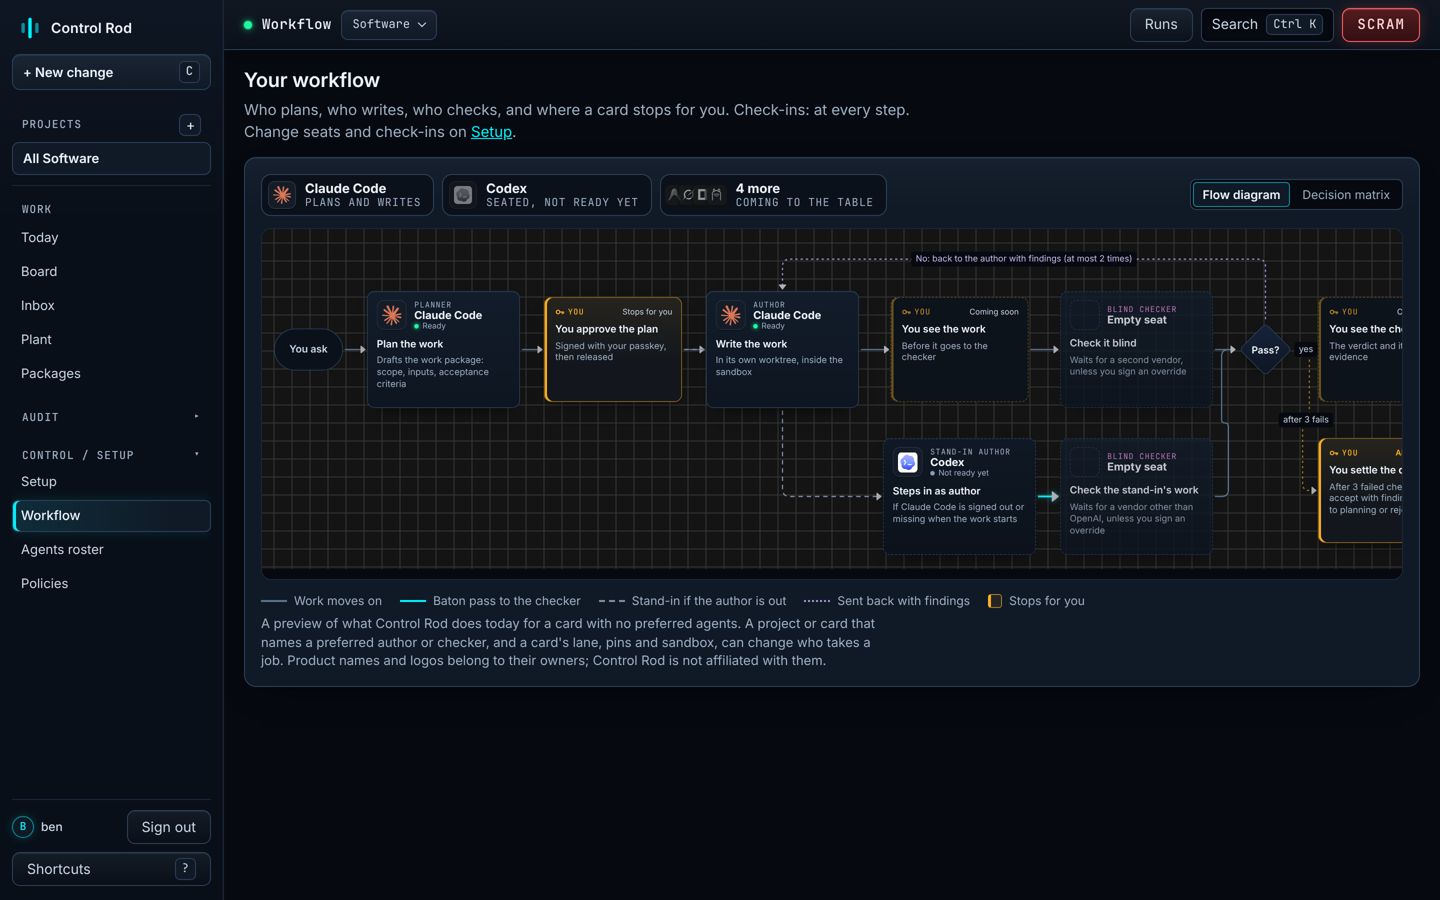 Control Rod
+ New change
C
PROJECTS
+
All Software
WORK
Today
Board
Inbox
Plant
Packages
AUDIT
CONTROL / SETUP
Setup
Workflow
Agents roster
Policies
B
ben
Sign out
Shortcuts
?
Workflow
Software
Runs
Search
Ctrl K
SCRAM
Your workflow
Who plans, who writes, who checks, and where a card stops for you. Check-ins: at every step.
Change seats and check-ins on Setup.
Claude Code
PLANS AND WRITES
Codex
SEATED, NOT READY YET
4 more
COMING TO THE TABLE
Flow diagram
Decision matrix
No: back to the author with findings (at most 2 times)
You ask
PLANNER
Claude Code
Ready
Plan the work
Drafts the work package:
scope, inputs, acceptance
criteria
YOU
Stops for you
You approve the plan
Signed with your passkey,
then released
AUTHOR
Claude Code
Ready
Write the work
In its own worktree, inside the
sandbox
YOU
Coming soon
You see the work
Before it goes to the
checker
BLIND CHECKER
Empty seat
Check it blind
Waits for a second vendor,
unless you sign an override
Pass?
yes
YOU
You see the
The verdict and
evidence
after 3 fails
STAND-IN AUTHOR
Codex
Not ready yet
Steps in as author
If Claude Code is signed out or
missing when the work starts
BLIND CHECKER
Empty seat
Check the stand-in's work
Waits for a vendor other than
OpenAI, unless you sign an
override
YOU
You settle the
After 3 failed
accept with
to planning or
Work moves on
Baton pass to the checker
Stand-in if the author is out
Sent back with findings
Stops for you
A preview of what Control Rod does today for a card with no preferred agents. A project or card that
names a preferred author or checker, and a card's lane, pins and sandbox, can change who takes a
job. Product names and logos belong to their owners; Control Rod is not affiliated with them.